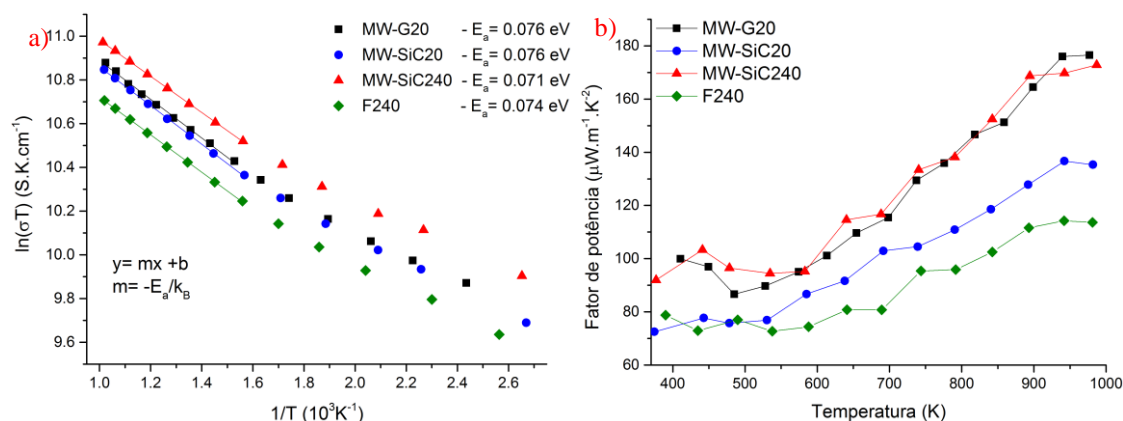 a)
MW-G20 - Eₐ= 0.076 eV
MW-SiC20 - Eₐ= 0.076 eV
MW-SiC240 - Eₐ= 0.071 eV
F240 - Eₐ= 0.074 eV
ln(σT) (S.K.cm⁻¹)
11.0
10.8
10.6
10.4
10.2
10.0
9.8
9.6
y= mx +b
m= -Eₐ/k_B
1.0 1.2 1.4 1.6 1.8 2.0 2.2 2.4 2.6
1/T (10³K⁻¹)
b)
MW-G20
MW-SiC20
MW-SiC240
F240
Fator de potência (µW.m⁻¹.K⁻²)
180
160
140
120
100
80
60
400 500 600 700 800 900 1000
Temperatura (K)